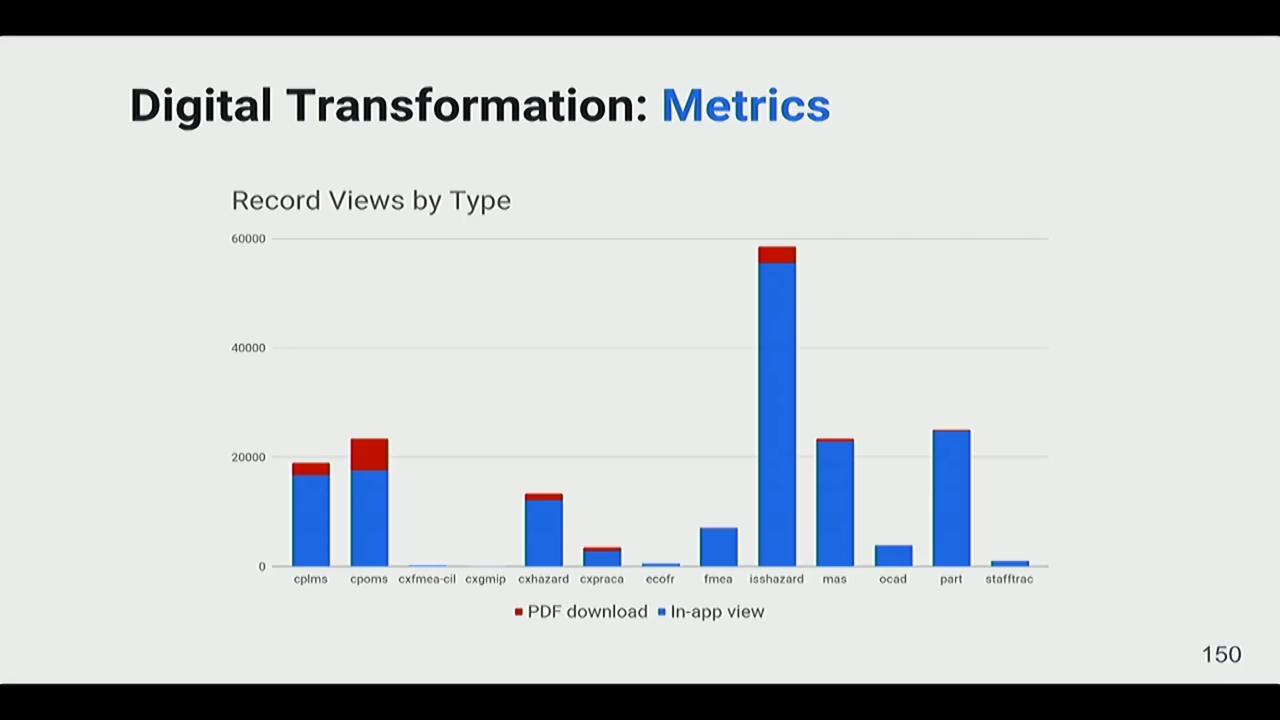 Digital Transformation: Metrics
Record Views by Type
60000
40000
20000
0
cplms cpoms cxfmea-cil cxgmip cxhazard cxpraca ecofr fmea isshazard mas ocad part stafftrac
PDF download In-app view
150